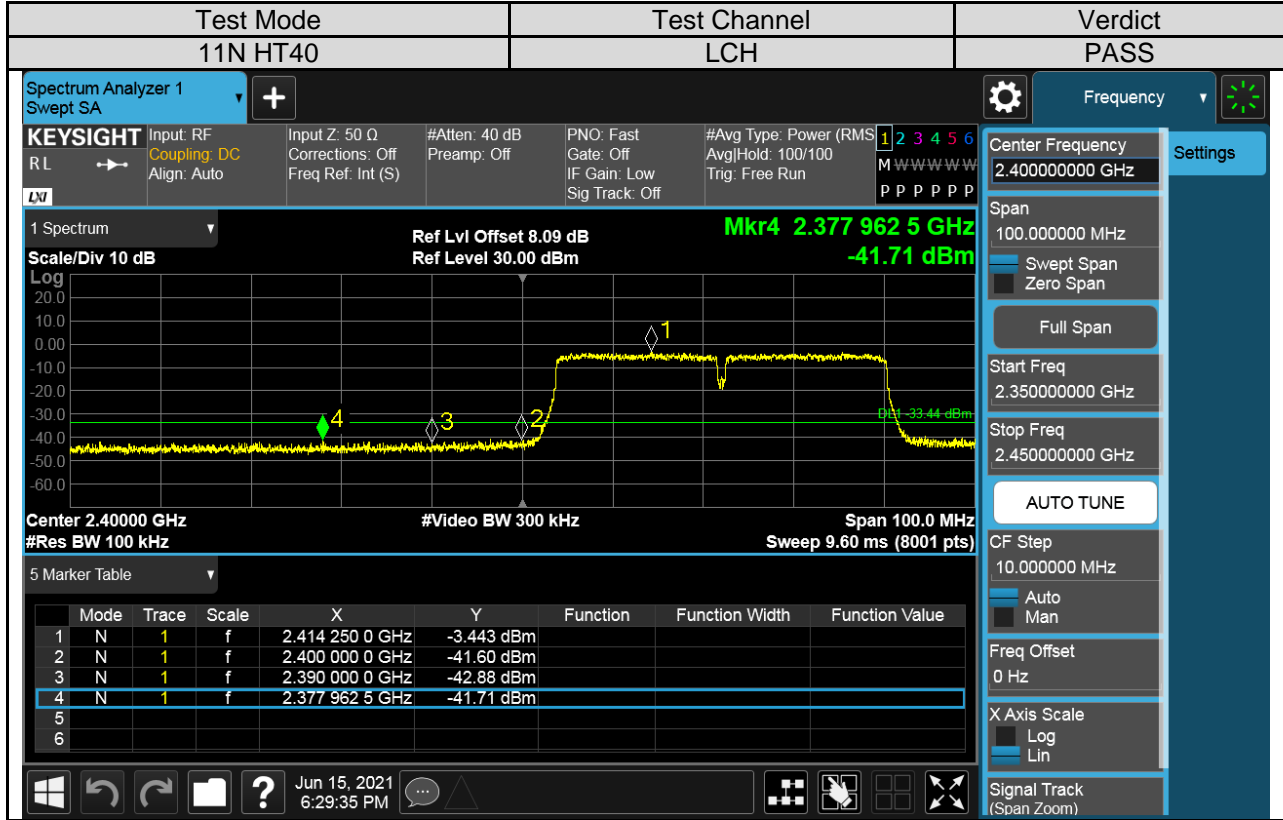 Test Mode Test Channel Verdict
11N HT40 LCH PASS
Spectrum Analyzer 1
Swept SA
+
Frequency
KEYSIGHT Input: RF Input Z: 50 Ω #Atten: 40 dB PNO: Fast #Avg Type: Power (RMS 1 2 3 4 5 6
RL Coupling: DC Corrections: Off Preamp: Off Gate: Off Avg|Hold: 100/100 M W W W W W
Align: Auto Freq Ref: Int (S) IF Gain: Low Trig: Free Run
LXI Sig Track: Off P P P P P P
1 Spectrum
Ref Lvl Offset 8.09 dB
Mkr4 2.377 962 5 GHz
Scale/Div 10 dB
Ref Level 30.00 dBm
-41.71 dBm
Log
20.0
10.0
0.00
-10.0
-20.0
-30.0
-40.0
-50.0
-60.0
1
4 3 2
DL1 -33.44 dBm
Center 2.40000 GHz #Video BW 300 kHz Span 100.0 MHz
#Res BW 100 kHz Sweep 9.60 ms (8001 pts)
5 Marker Table
Mode Trace Scale X Y Function Function Width Function Value
1 N 1 f 2.414 250 0 GHz -3.443 dBm
2 N 1 f 2.400 000 0 GHz -41.60 dBm
3 N 1 f 2.390 000 0 GHz -42.88 dBm
4 N 1 f 2.377 962 5 GHz -41.71 dBm
5
6
Center Frequency
2.400000000 GHz
Settings
Span
100.000000 MHz
Swept Span
Zero Span
Full Span
Start Freq
2.350000000 GHz
Stop Freq
2.450000000 GHz
AUTO TUNE
CF Step
10.000000 MHz
Auto
Man
Freq Offset
0 Hz
X Axis Scale
Log
Lin
Signal Track
(Span Zoom)
?
Jun 15, 2021
6:29:35 PM